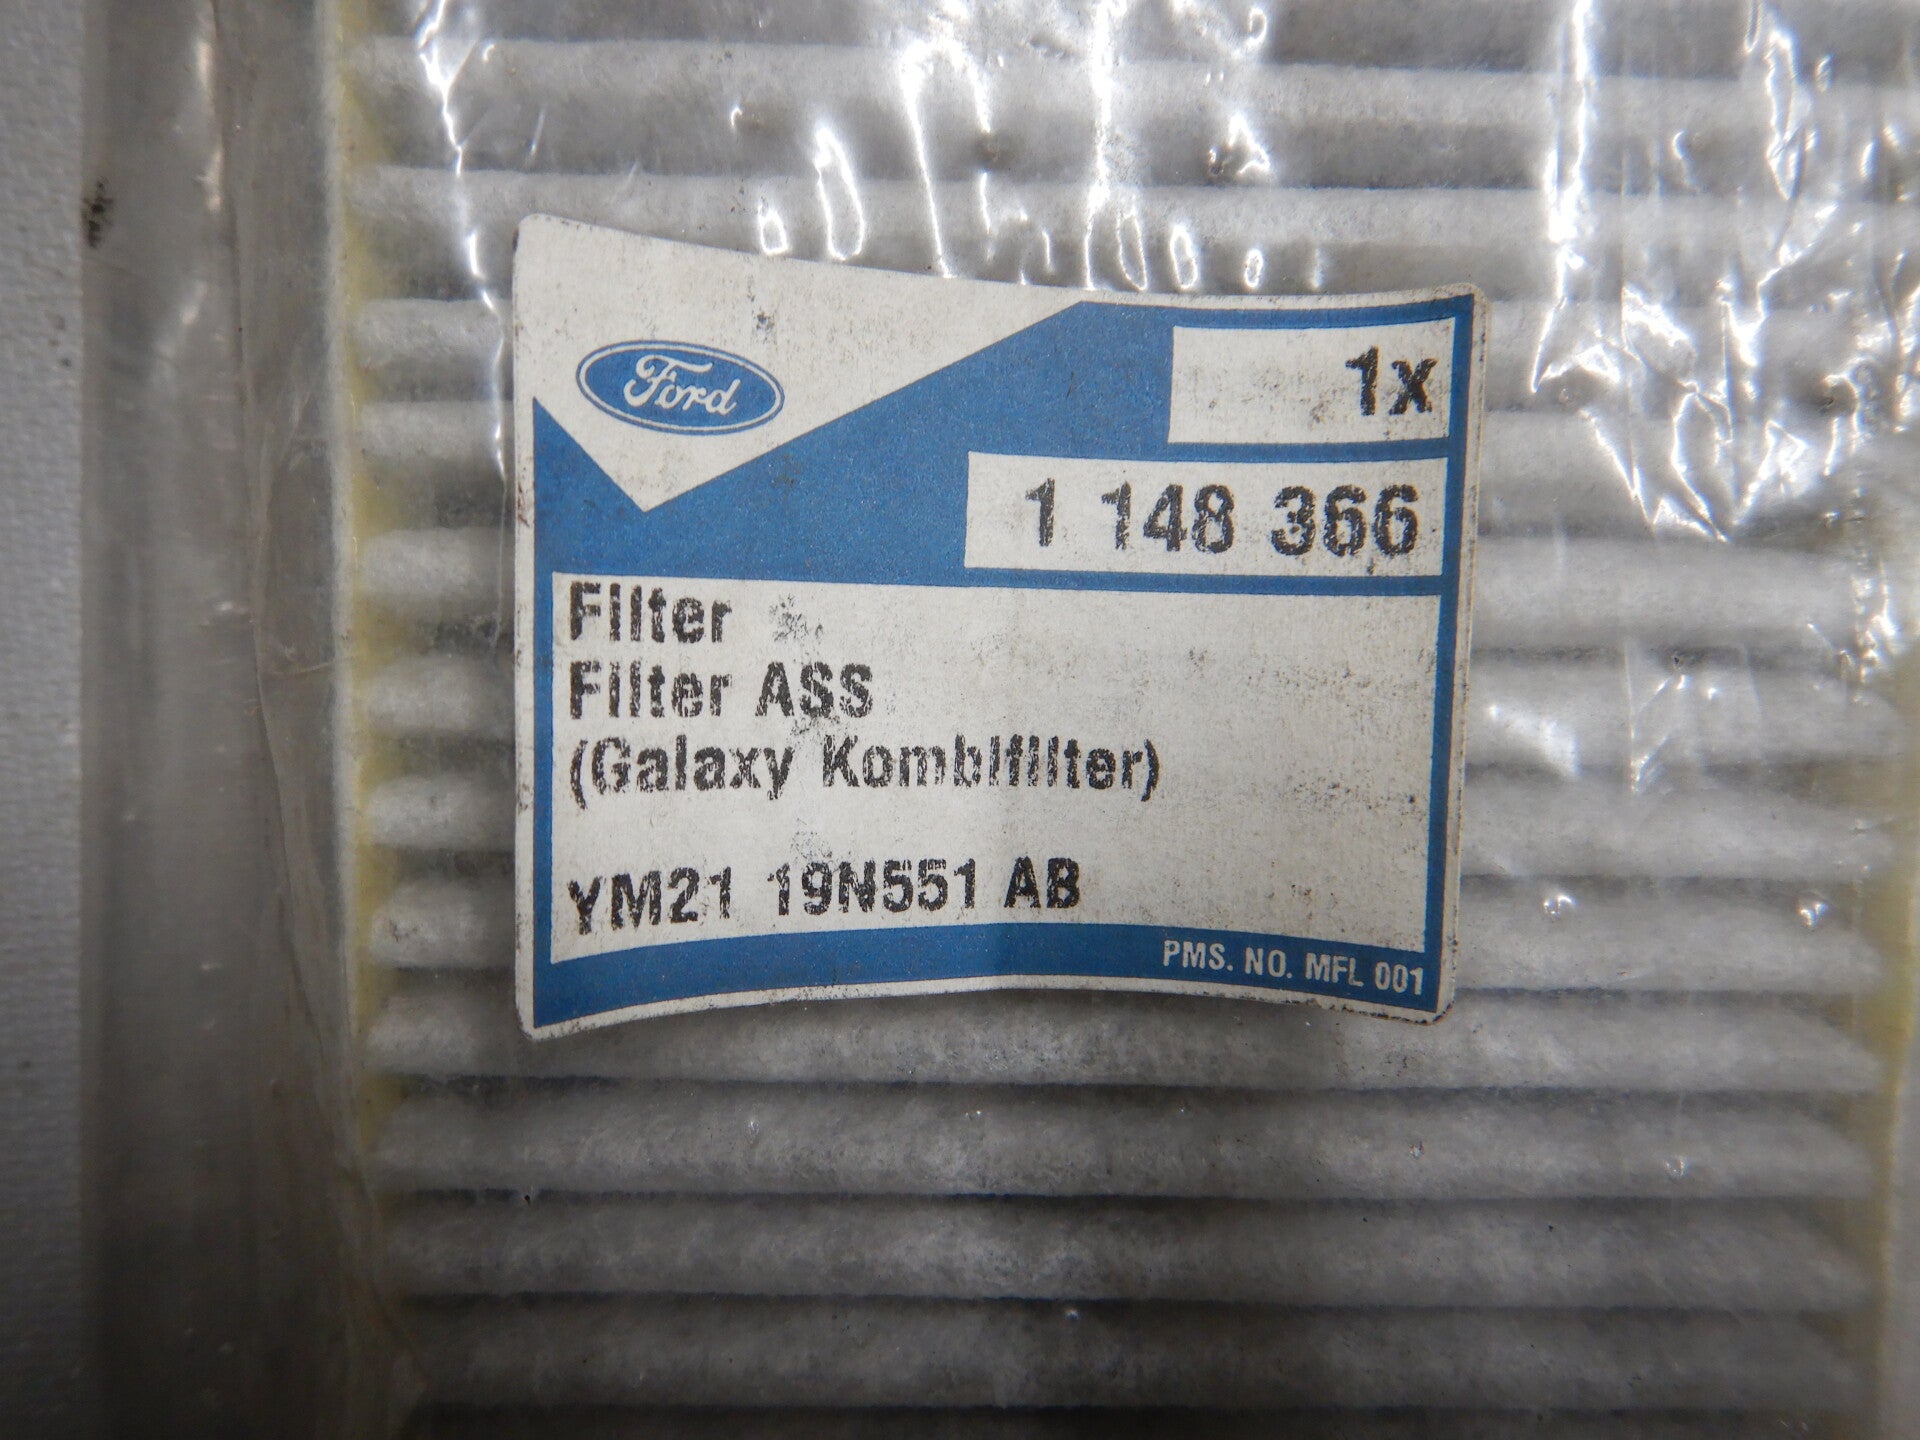 Ford
1x
1 148 366
Filter
Filter ASS
(Galaxy Kombifilter)
YM21 19N551 AB
PMS. NO. MFL 001